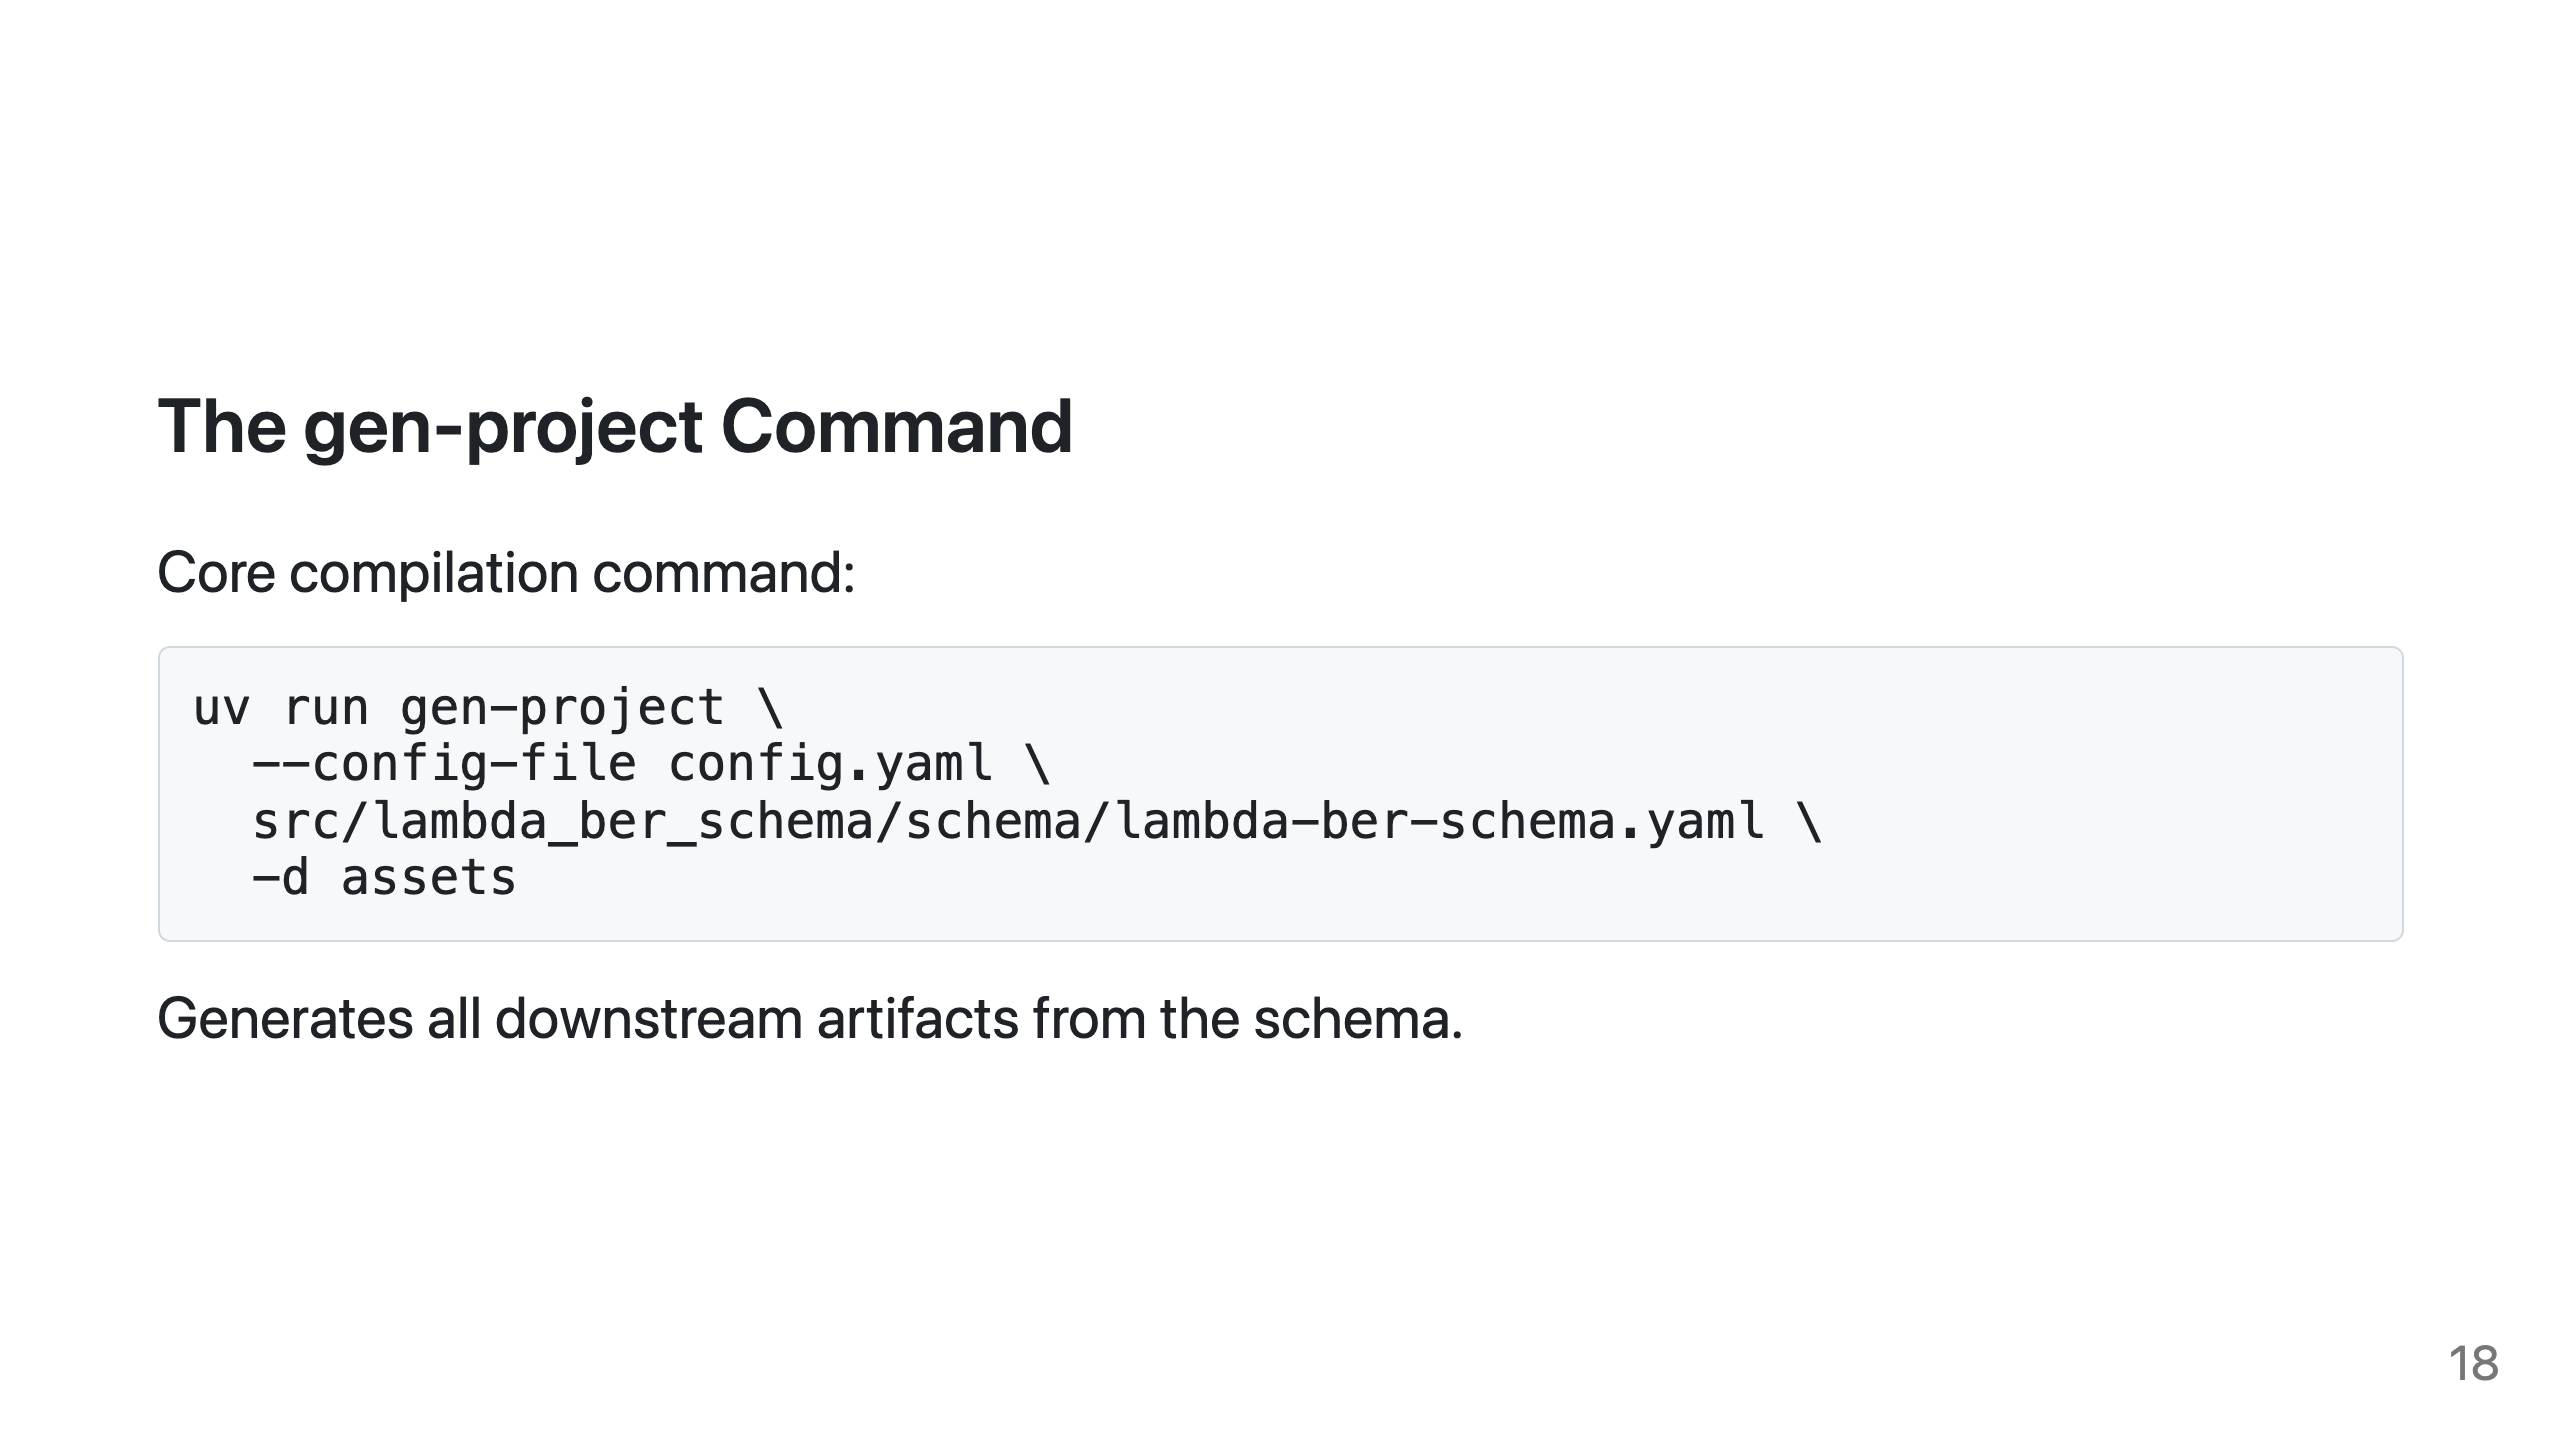 The gen-project Command
Core compilation command:
uv run gen-project \
  --config-file config.yaml \
  src/lambda_ber_schema/schema/lambda-ber-schema.yaml \
  -d assets
Generates all downstream artifacts from the schema.
18